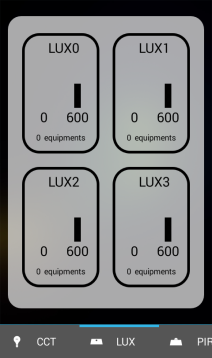 LUX0 LUX1
0 600 0 600
0 equipments 0 equipments
LUX2 LUX3
0 600 0 600
0 equipments 0 equipments
CCT LUX PIR